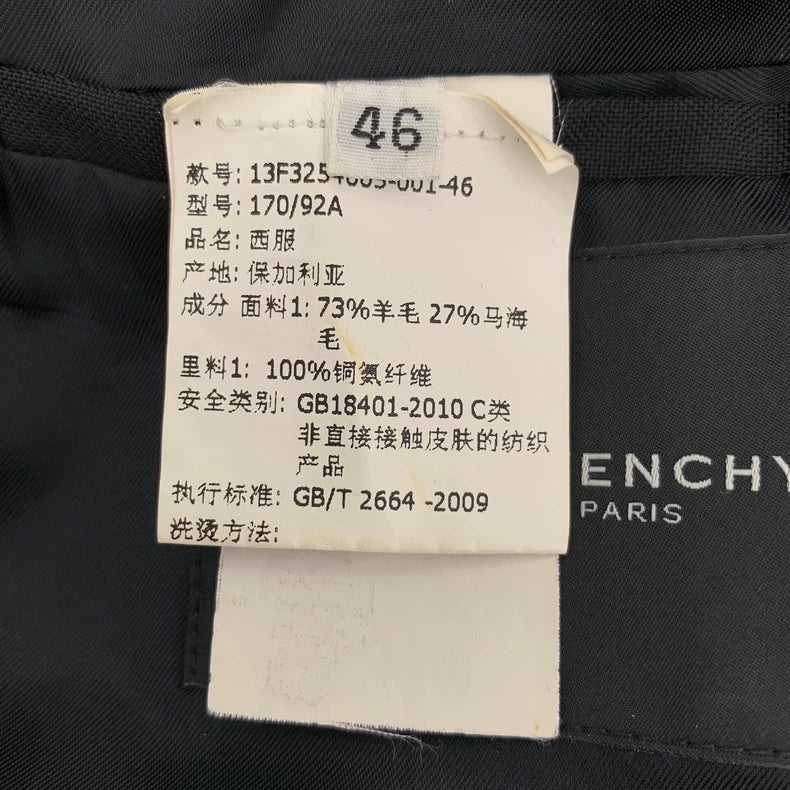 46
款号:
型号: 170/92A
品名: 西服
产地: 保加利亚
成分 面料1: 73%羊毛 27%马海
毛
里料1: 100%铜氨纤维
安全类别: GB18401-2010 C类
非直接接触皮肤的纺织
产品
执行标准: GB/T 2664 -2009
洗烫方法:
ENCHY
PARIS